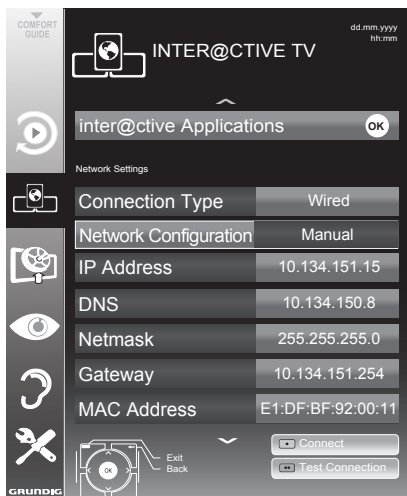 COMFORT
GUIDE
INTER@CTIVE TV
dd.mm.yyyy
hh:mm
inter@ctive Applications OK
Network Settings
Connection Type Wired
Network Configuration Manual
IP Address 10.134.151.15
DNS 10.134.150.8
Netmask 255.255.255.0
Gateway 10.134.151.254
MAC Address E1:DF:BF:92:00:11
OK
Exit
Back
Connect
Test Connection
GRUNDIG